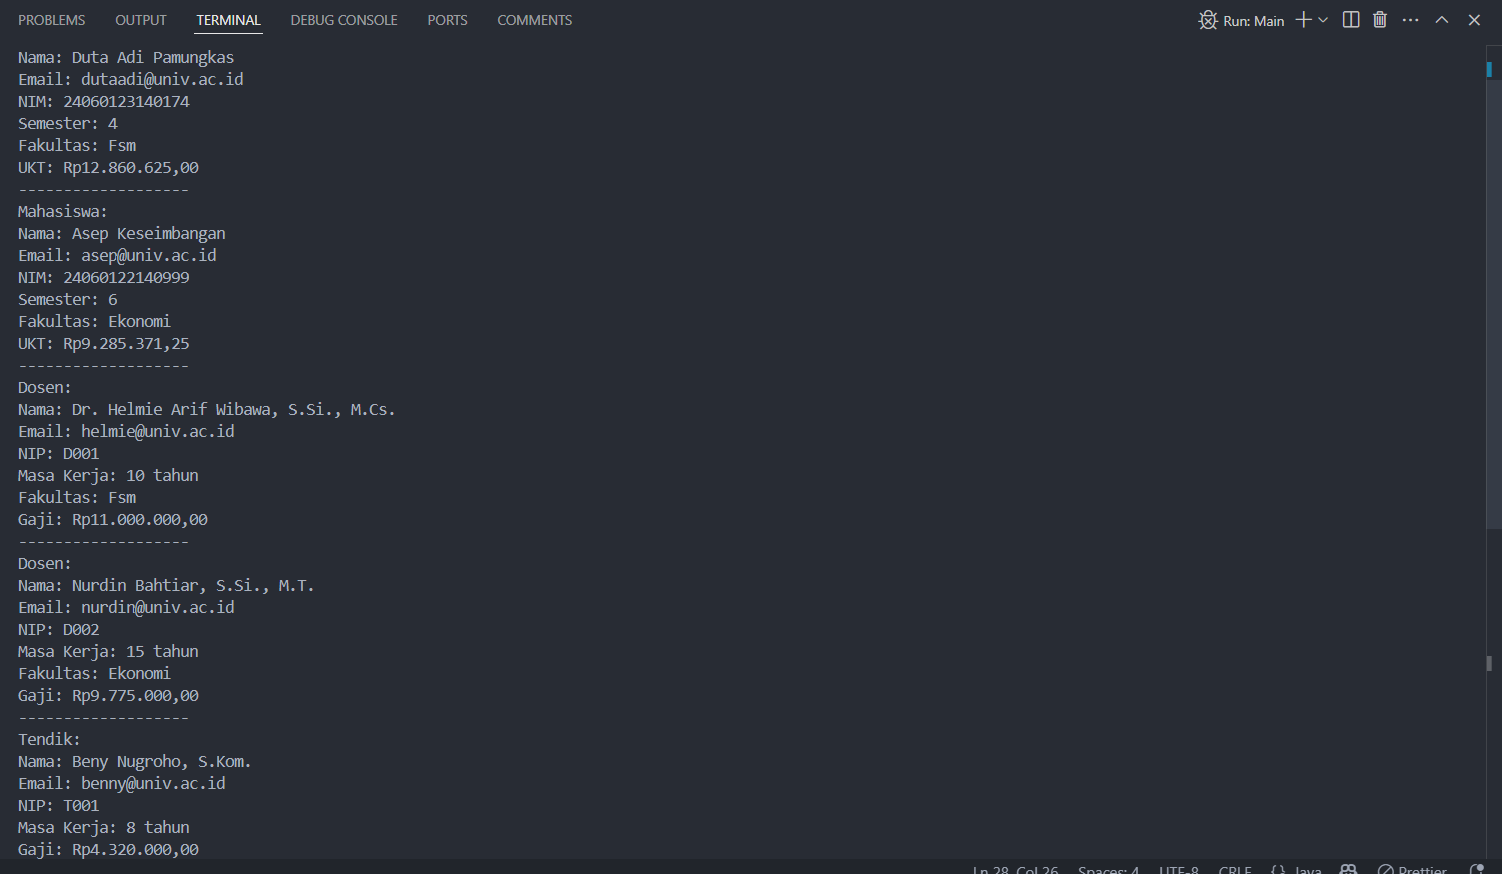 PROBLEMS OUTPUT TERMINAL DEBUG CONSOLE PORTS COMMENTS Run: Main
Nama: Duta Adi Pamungkas
Email: dutaadi@univ.ac.id
NIM: 24060123140174
Semester: 4
Fakultas: Fsm
UKT: Rp12.860.625,00
-------------------
Mahasiswa:
Nama: Asep Keseimbangan
Email: asep@univ.ac.id
NIM: 24060122140999
Semester: 6
Fakultas: Ekonomi
UKT: Rp9.285.371,25
-------------------
Dosen:
Nama: Dr. Helmie Arif Wibawa, S.Si., M.Cs.
Email: helmie@univ.ac.id
NIP: D001
Masa Kerja: 10 tahun
Fakultas: Fsm
Gaji: Rp11.000.000,00
-------------------
Dosen:
Nama: Nurdin Bahtiar, S.Si., M.T.
Email: nurdin@univ.ac.id
NIP: D002
Masa Kerja: 15 tahun
Fakultas: Ekonomi
Gaji: Rp9.775.000,00
-------------------
Tendik:
Nama: Beny Nugroho, S.Kom.
Email: benny@univ.ac.id
NIP: T001
Masa Kerja: 8 tahun
Gaji: Rp4.320.000,00
Ln 28, Col 26 Spaces: 4 UTF-8 CRLF {} Java Prettier